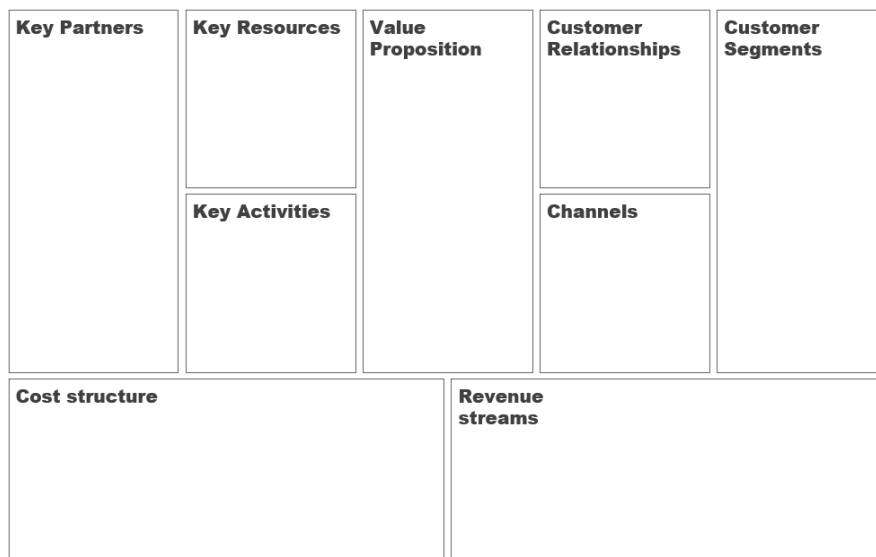 Key Partners
Key Resources
Value
Proposition
Customer
Relationships
Customer
Segments
Key Activities
Channels
Cost structure
Revenue
streams